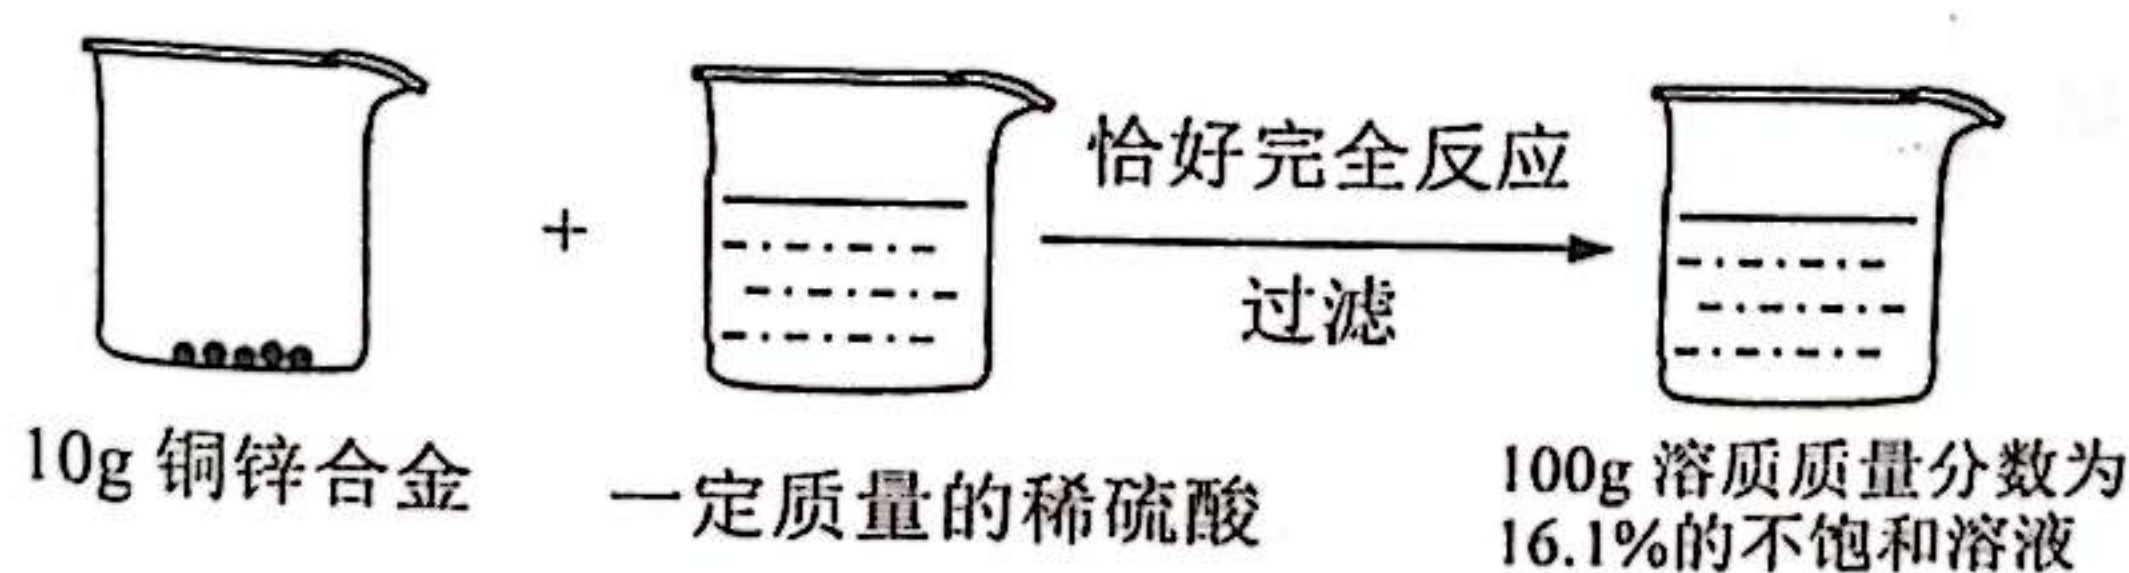 +
恰好完全反应
过滤
10g 铜锌合金
一定质量的稀硫酸
100g 溶质质量分数为
16.1%的不饱和溶液